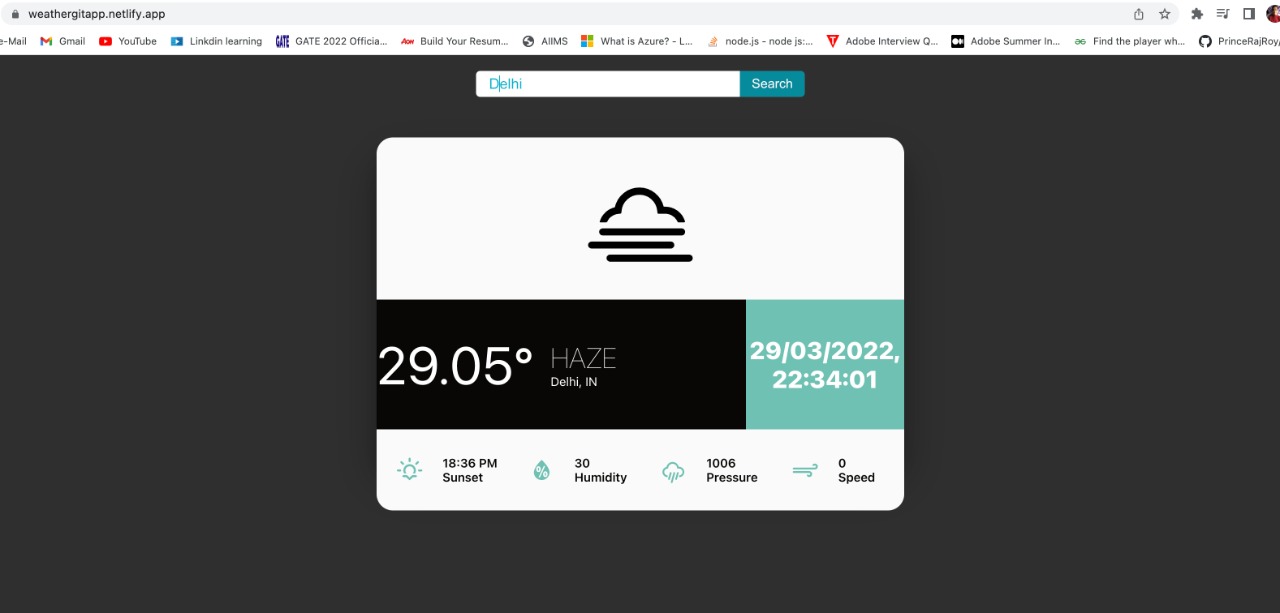 weathergitapp.netlify.app
e-Mail Gmail YouTube Linkdin learning GATE 2022 Officia... Build Your Resum... AIIMS What is Azure? - L... node.js - node js:... Adobe Interview Q... Adobe Summer In... Find the player wh... PrinceRajRoy/
Delhi Search
29.05° HAZE
Delhi, IN
29/03/2022,
22:34:01
18:36 PM
Sunset
30
Humidity
1006
Pressure
0
Speed